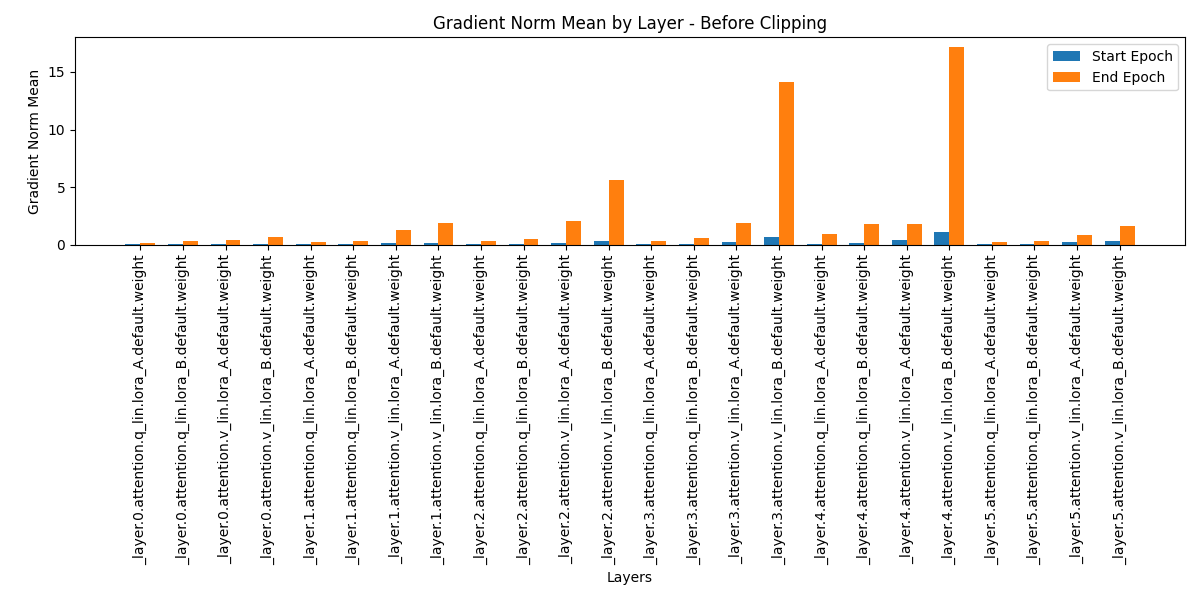 Gradient Norm Mean by Layer - Before Clipping
Gradient Norm Mean
15
10
5
0
Start Epoch
End Epoch
_layer.0.attention.q_lin.lora_A.default.weight
_layer.0.attention.q_lin.lora_B.default.weight
_layer.0.attention.v_lin.lora_A.default.weight
_layer.0.attention.v_lin.lora_B.default.weight
_layer.1.attention.q_lin.lora_A.default.weight
_layer.1.attention.q_lin.lora_B.default.weight
_layer.1.attention.v_lin.lora_A.default.weight
_layer.1.attention.v_lin.lora_B.default.weight
_layer.2.attention.q_lin.lora_A.default.weight
_layer.2.attention.q_lin.lora_B.default.weight
_layer.2.attention.v_lin.lora_A.default.weight
_layer.2.attention.v_lin.lora_B.default.weight
_layer.3.attention.q_lin.lora_A.default.weight
_layer.3.attention.q_lin.lora_B.default.weight
_layer.3.attention.v_lin.lora_A.default.weight
_layer.3.attention.v_lin.lora_B.default.weight
_layer.4.attention.q_lin.lora_A.default.weight
_layer.4.attention.q_lin.lora_B.default.weight
_layer.4.attention.v_lin.lora_A.default.weight
_layer.4.attention.v_lin.lora_B.default.weight
_layer.5.attention.q_lin.lora_A.default.weight
_layer.5.attention.q_lin.lora_B.default.weight
_layer.5.attention.v_lin.lora_A.default.weight
_layer.5.attention.v_lin.lora_B.default.weight
Layers